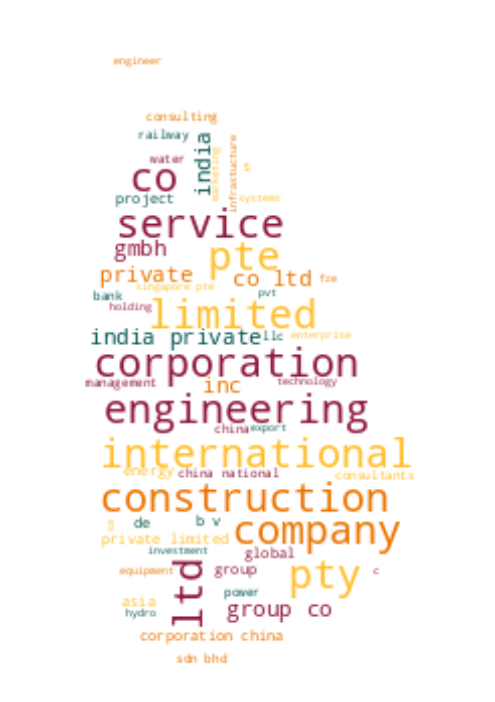 engineer
consulting
railway
india
infrastucture
marketing
water
s
co
project
systems
service
gmbh
pte
private
co ltd
fze
singapore pte
pvt
bank
holding
limited
india private
llc
enterprise
corporation
management
inc
technology
engineering
china
export
international
energy
china national
consultants
construction
j
de
b v
company
private limited
investment
global
ltd
equipment
group
pty
c
power
asia
hydro
group co
corporation china
sdn bhd